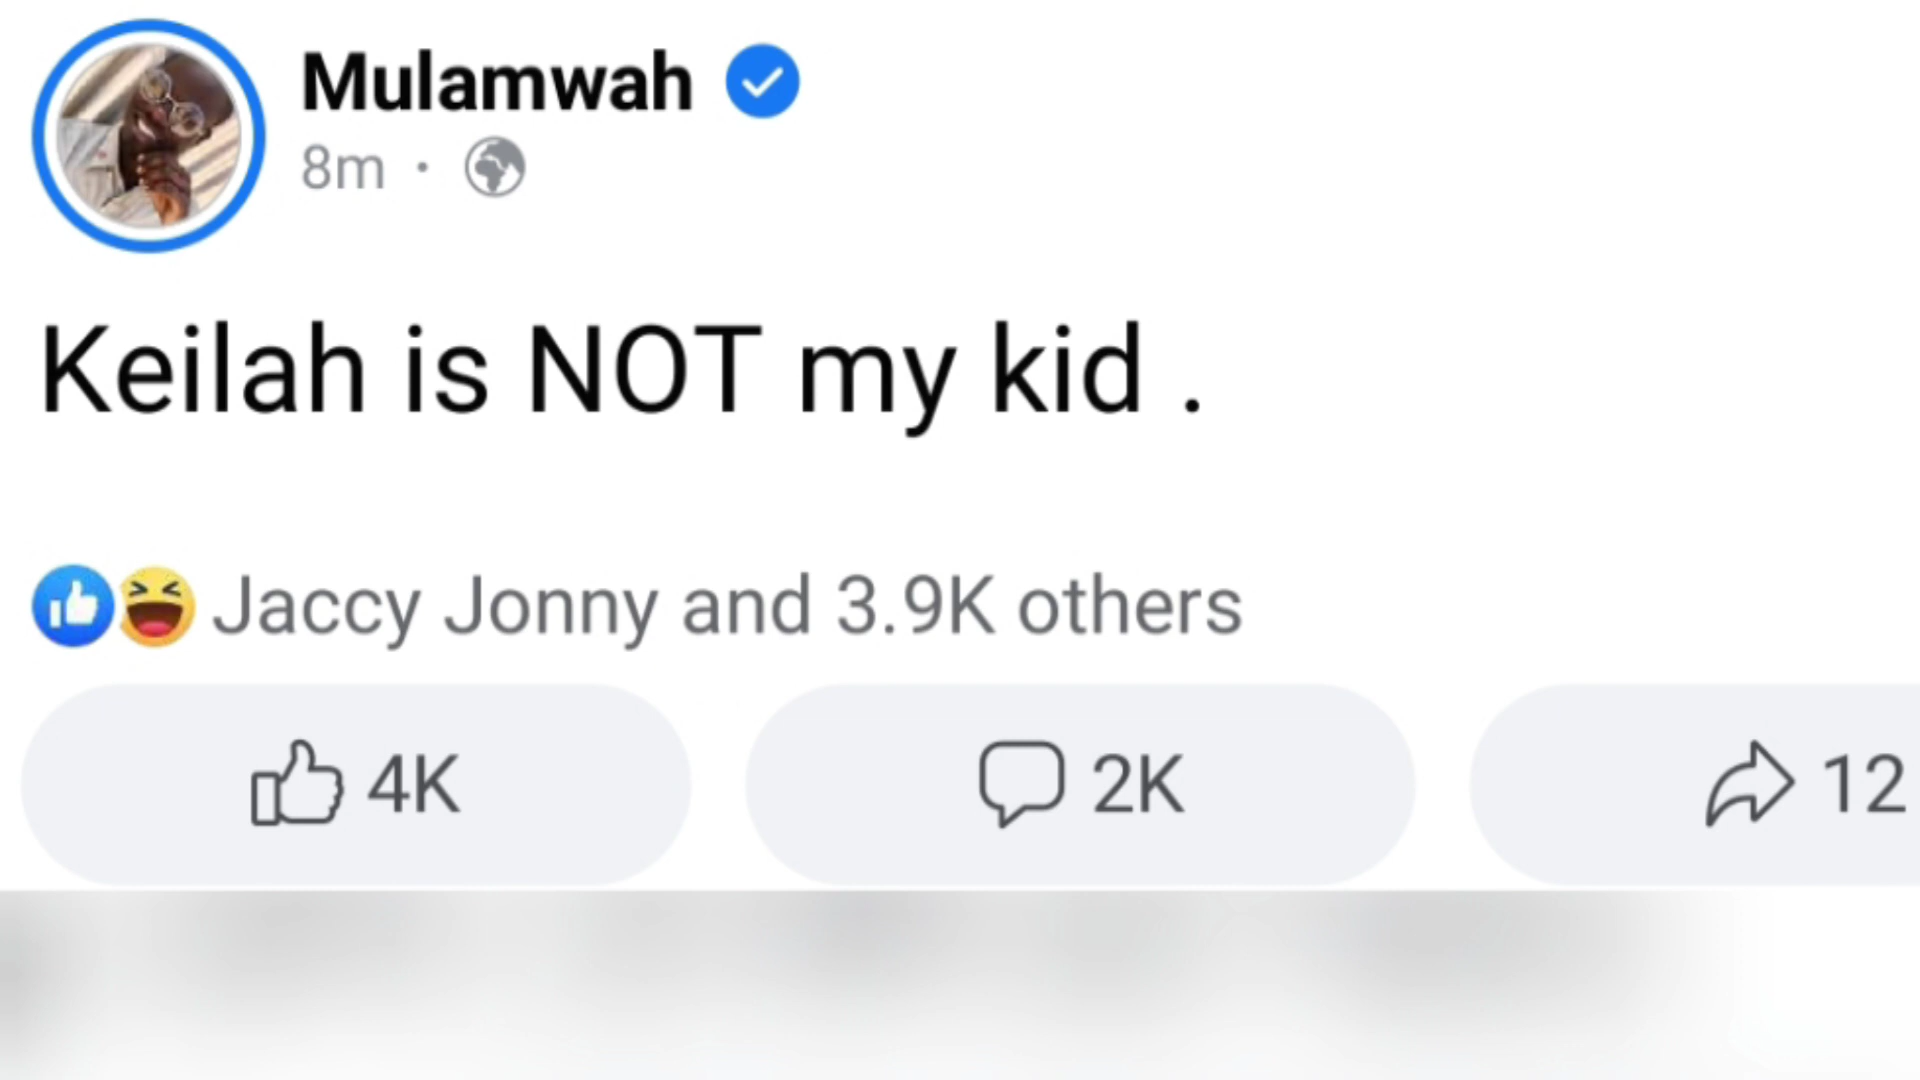 Mulamwah
8m ·
Keilah is NOT my kid .
Jaccy Jonny and 3.9K others
4K
2K
12